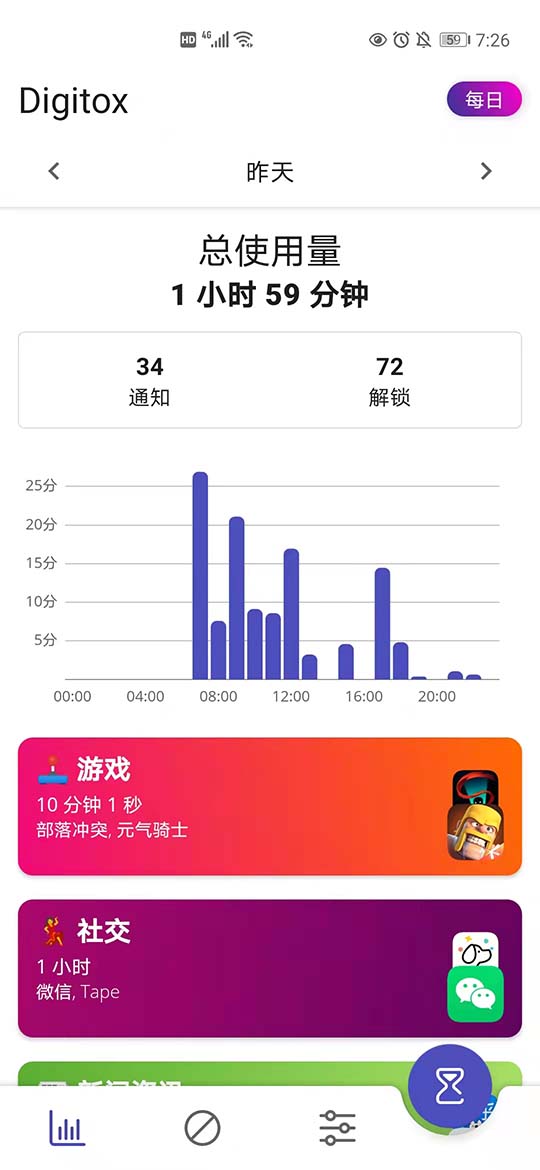 HD 4G 59 7:26
Digitox
每日
昨天
总使用量
1 小时 59 分钟
34
72
通知
解锁
25分
20分
15分
10分
5分
00:00 04:00 08:00 12:00 16:00 20:00
游戏
10 分钟 1 秒
部落冲突, 元气骑士
社交
1 小时
微信, Tape